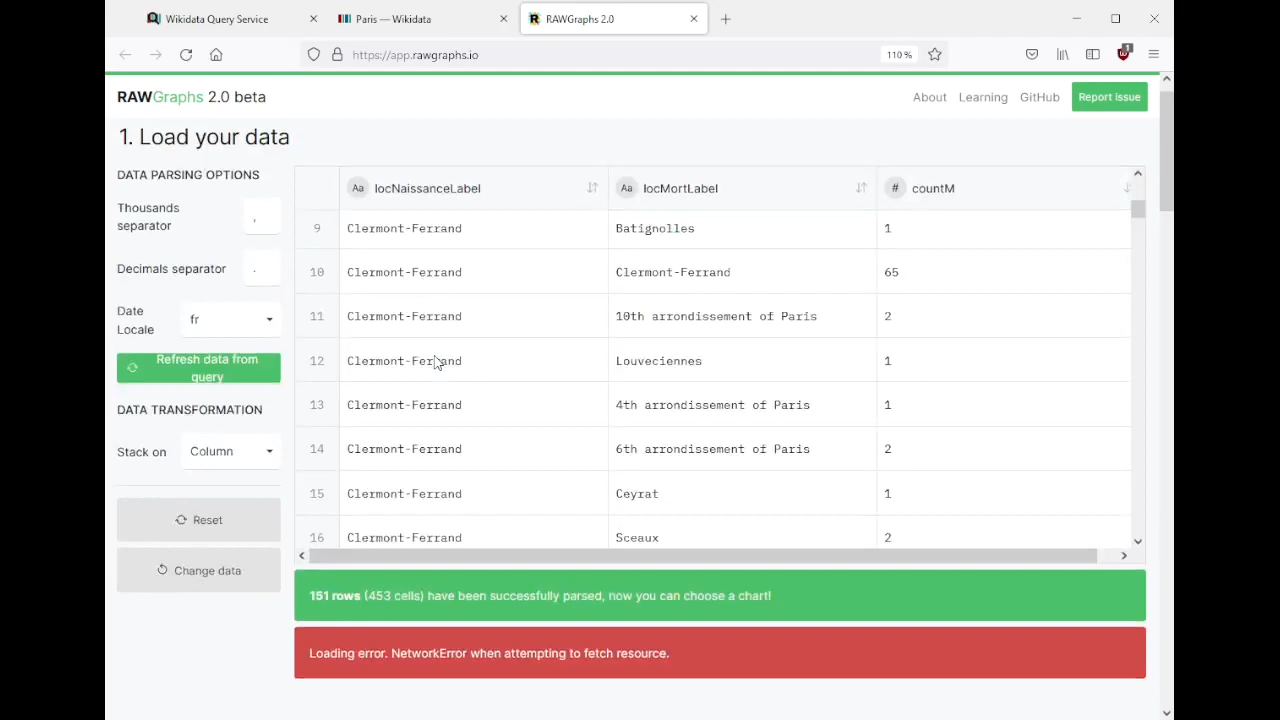 Wikidata Query Service
Paris — Wikidata
RAWGraphs 2.0
https://app.rawgraphs.io
110 %
1
RAWGraphs 2.0 beta
About
Learning
GitHub
Report issue
1. Load your data
DATA PARSING OPTIONS
Thousands
separator
,
Decimals separator
.
Date
Locale
fr
Refresh data from
query
DATA TRANSFORMATION
Stack on
Column
Reset
Change data
Aa locNaissanceLabel Aa locMortLabel # countM
9 Clermont-Ferrand Batignolles 1
10 Clermont-Ferrand Clermont-Ferrand 65
11 Clermont-Ferrand 10th arrondissement of Paris 2
12 Clermont-Ferrand Louveciennes 1
13 Clermont-Ferrand 4th arrondissement of Paris 1
14 Clermont-Ferrand 6th arrondissement of Paris 2
15 Clermont-Ferrand Ceyrat 1
16 Clermont-Ferrand Sceaux 2
151 rows (453 cells) have been successfully parsed, now you can choose a chart!
Loading error. NetworkError when attempting to fetch resource.